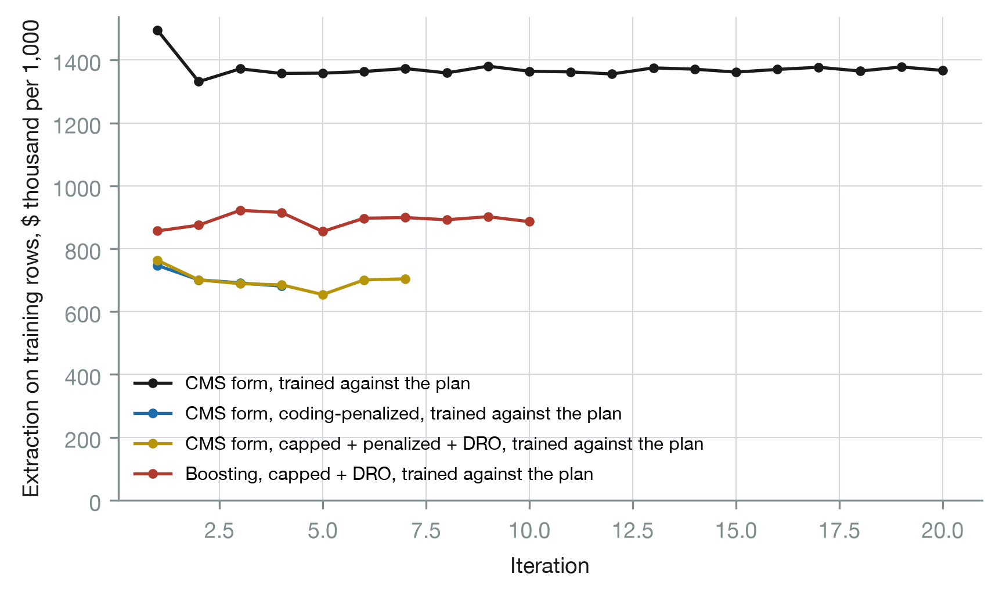 Extraction on training rows, $ thousand per 1,000
1400
1200
1000
800
600
400
200
0
CMS form, trained against the plan
CMS form, coding-penalized, trained against the plan
CMS form, capped + penalized + DRO, trained against the plan
Boosting, capped + DRO, trained against the plan
2.5 5.0 7.5 10.0 12.5 15.0 17.5 20.0
Iteration